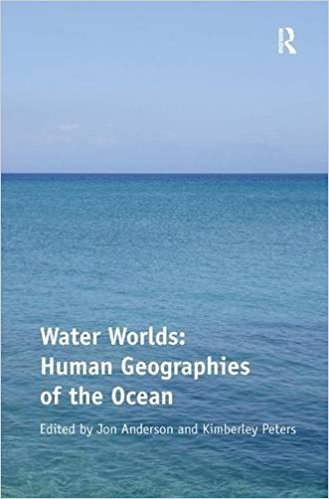 R
Water Worlds:
Human Geographies
of the Ocean
Edited by Jon Anderson and Kimberley Peters